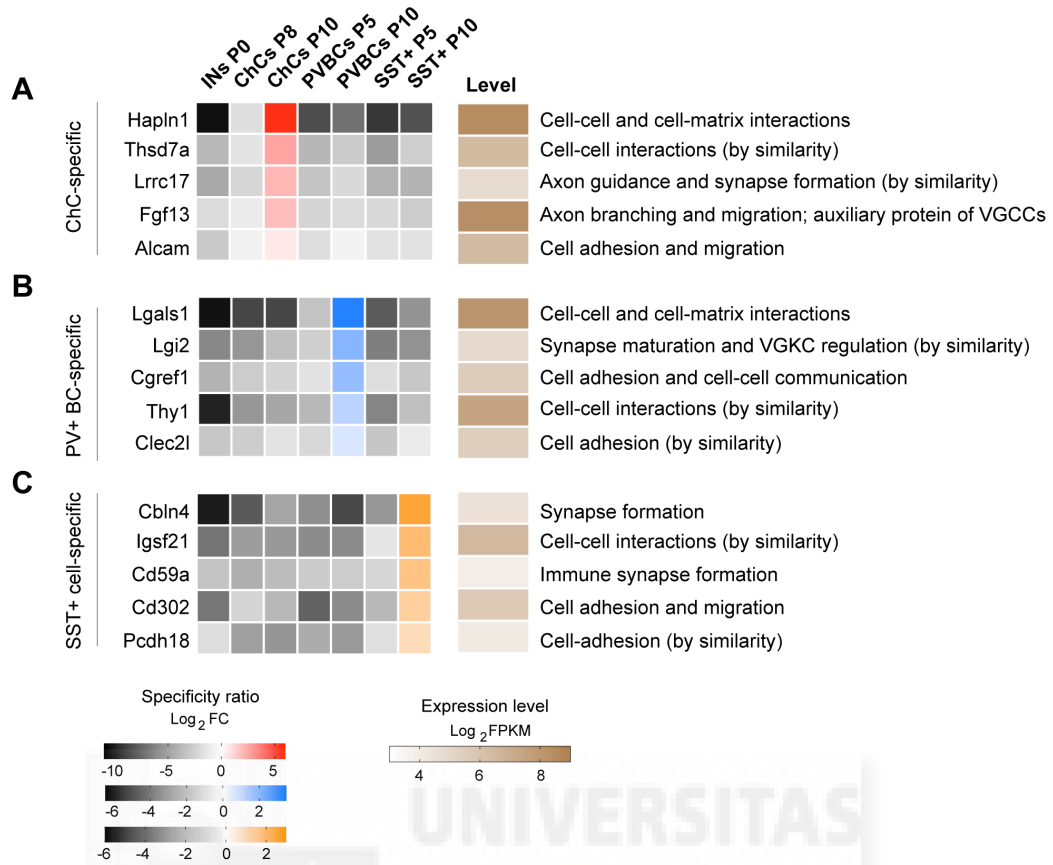 INs P0
ChCs P8
ChCs P10
PVBCs P5
PVBCs P10
SST+ P5
SST+ P10
Level
A
ChC-specific
Hapln1 Cell-cell and cell-matrix interactions
Thsd7a Cell-cell interactions (by similarity)
Lrrc17 Axon guidance and synapse formation (by similarity)
Fgf13 Axon branching and migration; auxiliary protein of VGCCs
Alcam Cell adhesion and migration
B
PV+ BC-specific
Lgals1 Cell-cell and cell-matrix interactions
Lgi2 Synapse maturation and VGKC regulation (by similarity)
Cgref1 Cell adhesion and cell-cell communication
Thy1 Cell-cell interactions (by similarity)
Clec2l Cell adhesion (by similarity)
C
SST+ cell-specific
Cbln4 Synapse formation
Igsf21 Cell-cell interactions (by similarity)
Cd59a Immune synapse formation
Cd302 Cell adhesion and migration
Pcdh18 Cell-adhesion (by similarity)
Specificity ratio
Log2 FC
-10 -5 0 5
-6 -4 -2 0 2
-6 -4 -2 0 2
Expression level
Log2FPKM
4 6 8
UNIVERSITAS